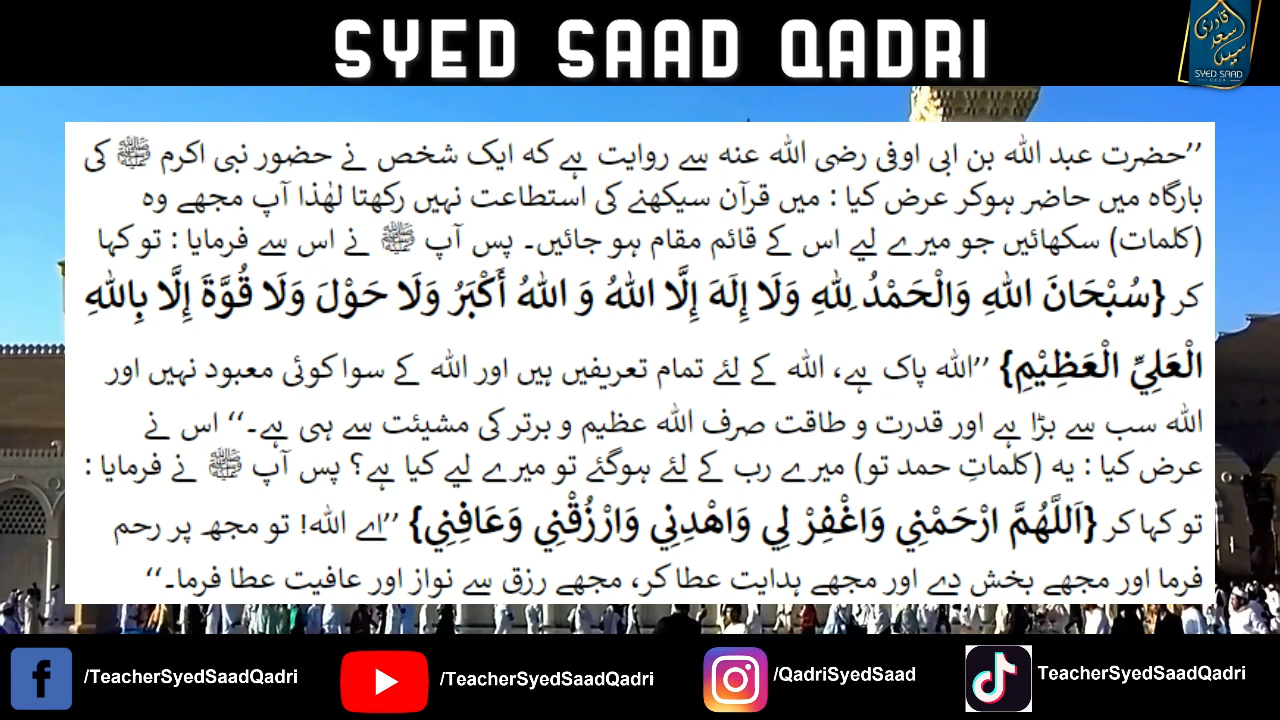 SYED SAAD QADRI
قادری
سعد
سید
SYED SAAD
QADRI
’’حضرت عبد اللہ بن ابی اوفی رضی اللہ عنہ سے روایت ہے کہ ایک شخص نے حضور نبی اکرم ﷺ کی
بارگاہ میں حاضر ہوکر عرض کیا : میں قرآن سیکھنے کی استطاعت نہیں رکھتا لھٰذا آپ مجھے وہ
(کلمات) سکھائیں جو میرے لیے اس کے قائم مقام ہو جائیں۔ پس آپ ﷺ نے اس سے فرمایا : تو کہا
کر {سُبْحَانَ اللهِ وَالْحَمْدُ لِلّٰهِ وَلَا إِلَهَ إِلَّا اللهُ وَ اللهُ أَكْبَرُ وَلَا حَوْلَ وَلَا قُوَّةَ إِلَّا بِاللهِ
الْعَلِيِّ الْعَظِيْمِ} ’’اللہ پاک ہے، اللہ کے لئے تمام تعریفیں ہیں اور اللہ کے سوا کوئی معبود نہیں اور
اللہ سب سے بڑا ہے اور قدرت و طاقت صرف اللہ عظیم و برتر کی مشیئت سے ہی ہے۔‘‘ اس نے
عرض کیا : یہ (کلماتِ حمد تو) میرے رب کے لئے ہوگئے تو میرے لیے کیا ہے؟ پس آپ ﷺ نے فرمایا :
تو کہا کر {اَللَّهُمَّ ارْحَمْنِي وَاغْفِرْ لِي وَاهْدِنِي وَارْزُقْنِي وَعَافِنِي} ’’اے اللہ! تو مجھ پر رحم
فرما اور مجھے بخش دے اور مجھے ہدایت عطا کر، مجھے رزق سے نواز اور عافیت عطا فرما۔‘‘
/TeacherSyedSaadQadri
/TeacherSyedSaadQadri
/QadriSyedSaad
TeacherSyedSaadQadri